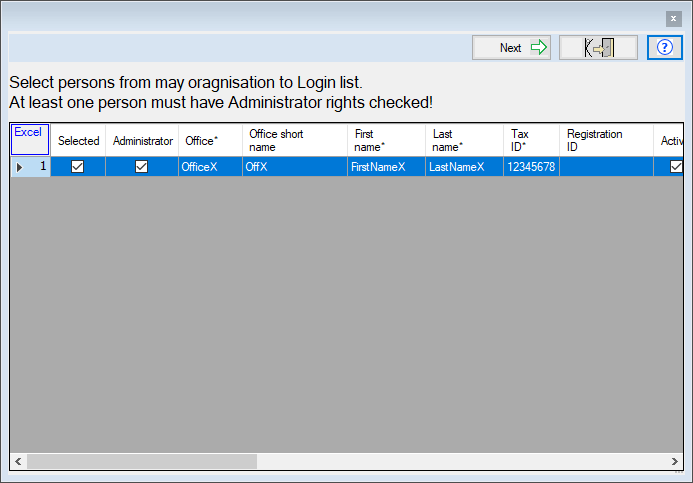 Next
Select persons from may oragnisation to Login list.
At least one person must have Administrator rights checked!
Excel Selected Administrator Office* Office short name First name* Last name* Tax ID* Registration ID Activ
1 OfficeX OffX FirstNameX LastNameX 12345678